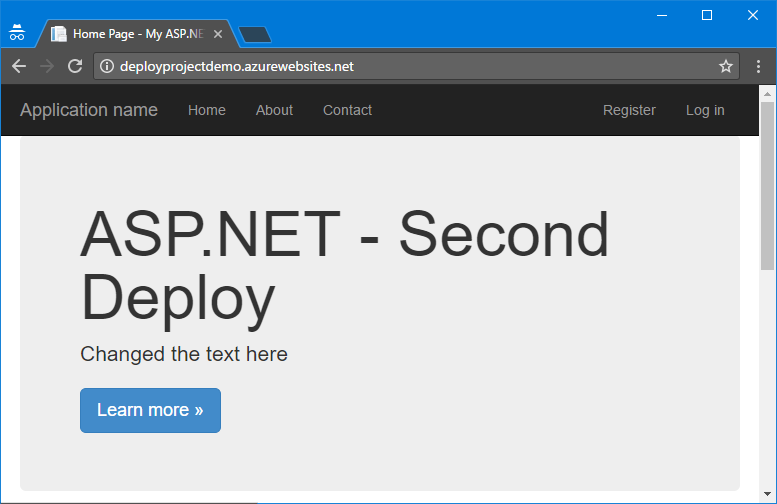 Home Page - My ASP.NE
deployprojectdemo.azurewebsites.net
Application name Home About Contact Register Log in
ASP.NET - Second
Deploy
Changed the text here
Learn more »